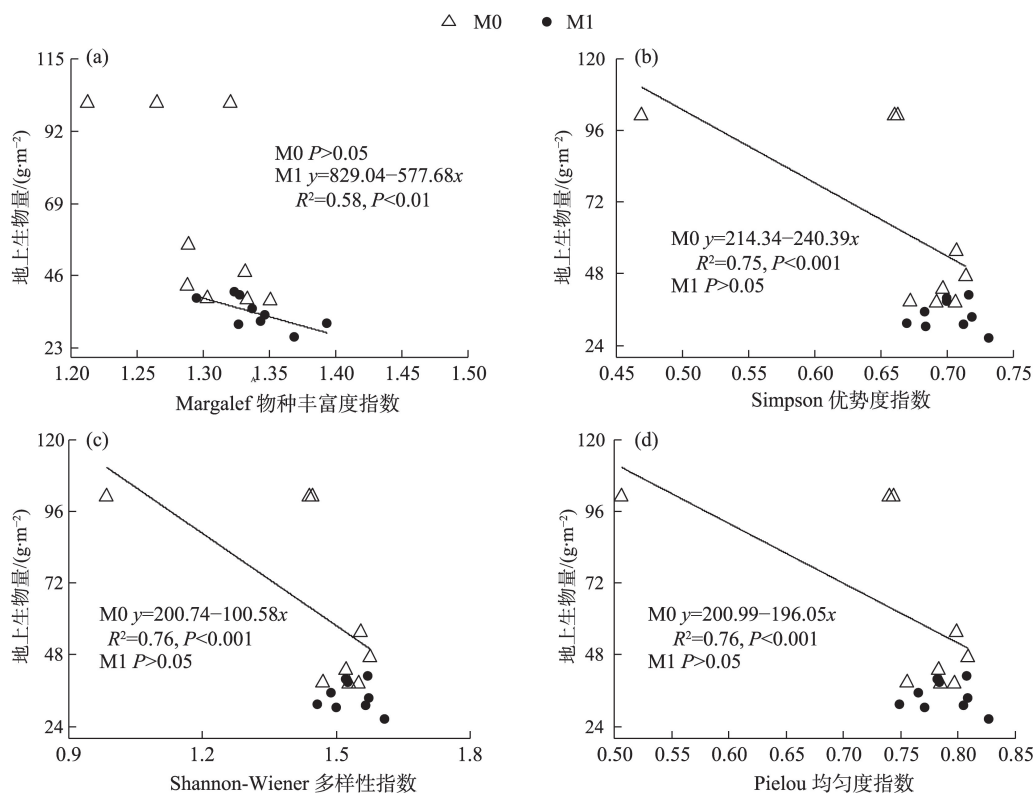 M0 M1
(a)
115
92
69
46
23
地上生物量/(g·m⁻²)
M0 P>0.05
M1 y=829.04−577.68x
R²=0.58, P<0.01
1.20 1.30 1.35 1.40 1.45 1.50
Margalef 物种丰富度指数
(b)
120
96
72
48
24
地上生物量/(g·m⁻²)
M0 y=214.34−240.39x
R²=0.75, P<0.001
M1 P>0.05
0.45 0.50 0.55 0.60 0.65 0.70 0.75
Simpson 优势度指数
(c)
120
96
72
48
24
地上生物量/(g·m⁻²)
M0 y=200.74−100.58x
R²=0.76, P<0.001
M1 P>0.05
0.9 1.2 1.5 1.8
Shannon-Wiener 多样性指数
(d)
120
96
72
48
24
地上生物量/(g·m⁻²)
M0 y=200.99−196.05x
R²=0.76, P<0.001
M1 P>0.05
0.50 0.55 0.60 0.65 0.70 0.75 0.80 0.85
Pielou 均匀度指数